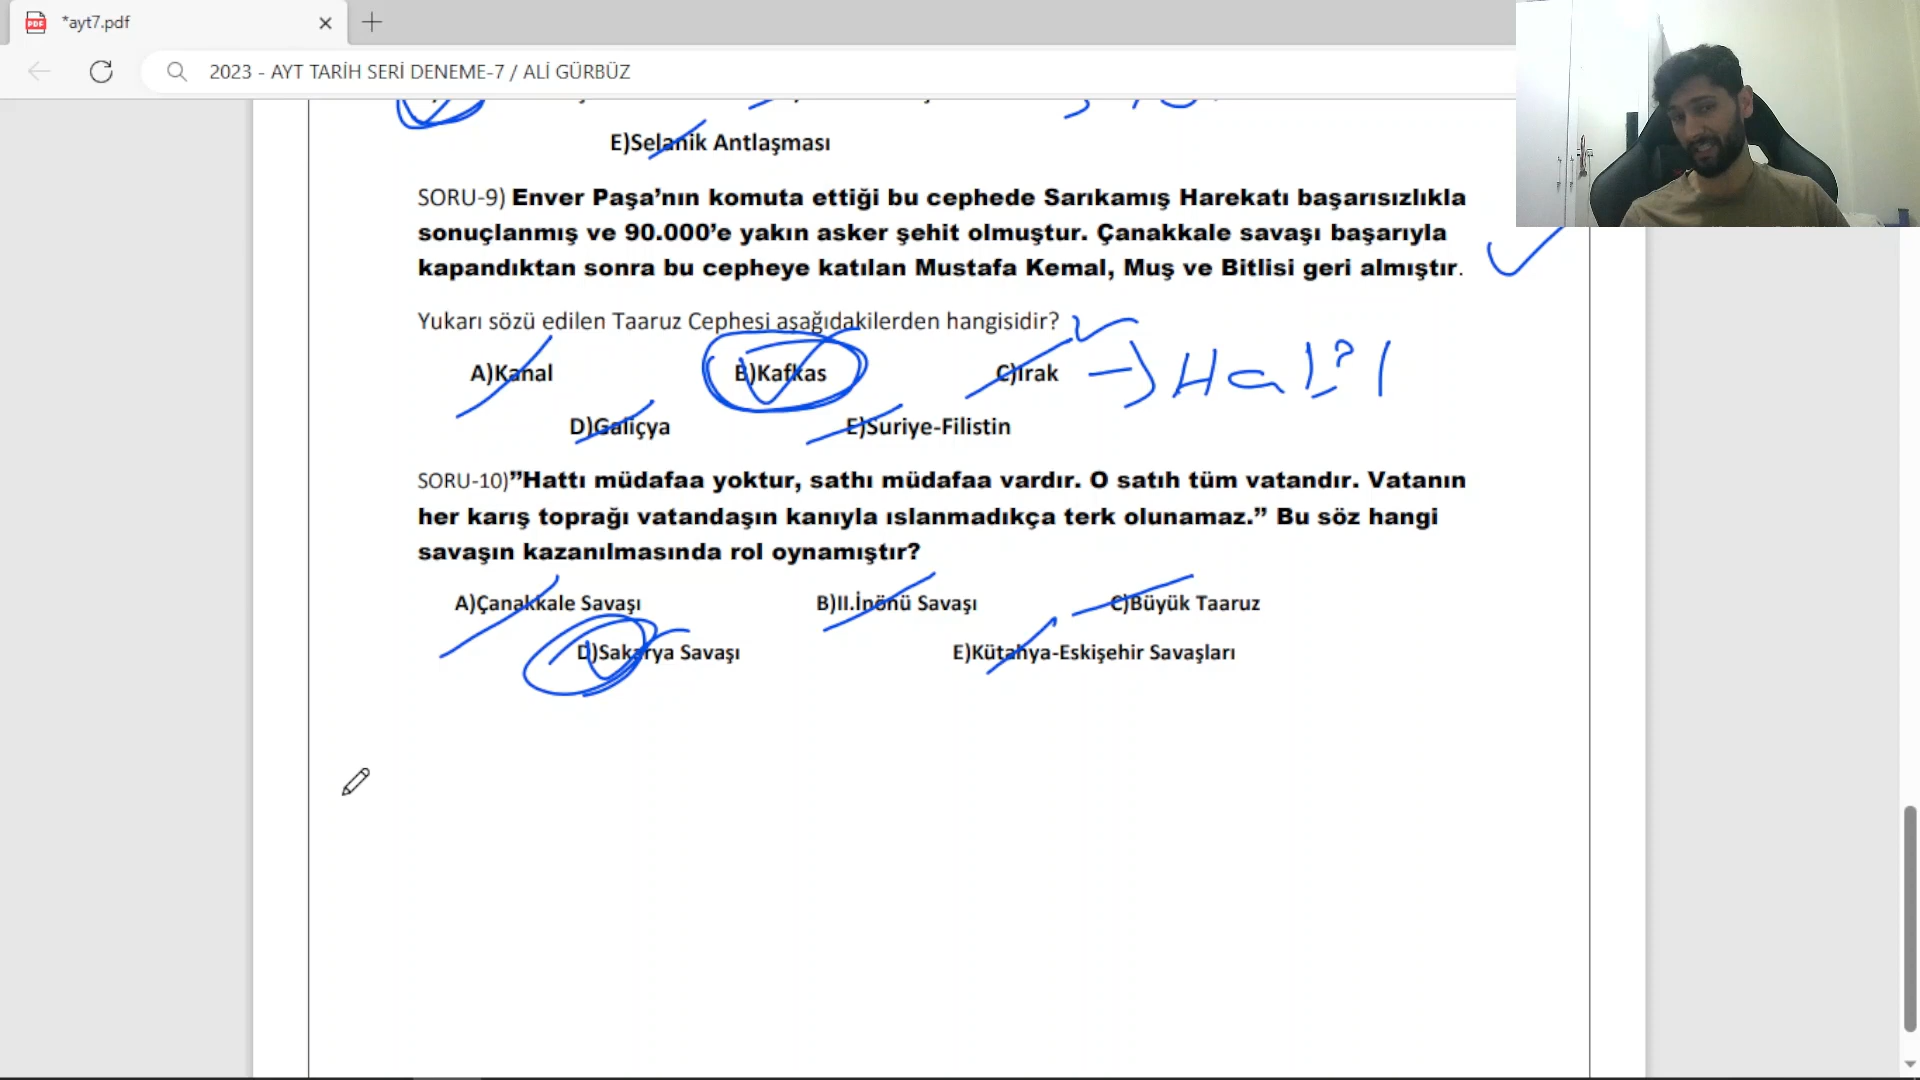 *ayt7.pdf
2023 - AYT TARİH SERİ DENEME-7 / ALİ GÜRBÜZ
E)Selanik Antlaşması
SORU-9) Enver Paşa’nın komuta ettiği bu cephede Sarıkamış Harekatı başarısızlıkla
sonuçlanmış ve 90.000’e yakın asker şehit olmuştur. Çanakkale savaşı başarıyla
kapandıktan sonra bu cepheye katılan Mustafa Kemal, Muş ve Bitlisi geri almıştır.
Yukarı sözü edilen Taaruz Cephesi aşağıdakilerden hangisidir?
A)Kanal B)Kafkas C)Irak → Halil
D)Galiçya E)Suriye-Filistin
SORU-10)”Hattı müdafaa yoktur, sathı müdafaa vardır. O satıh tüm vatandır. Vatanın
her karış toprağı vatandaşın kanıyla ıslanmadıkça terk olunamaz.” Bu söz hangi
savaşın kazanılmasında rol oynamıştır?
A)Çanakkale Savaşı B)II.İnönü Savaşı C)Büyük Taaruz
D)Sakarya Savaşı E)Kütahya-Eskişehir Savaşları